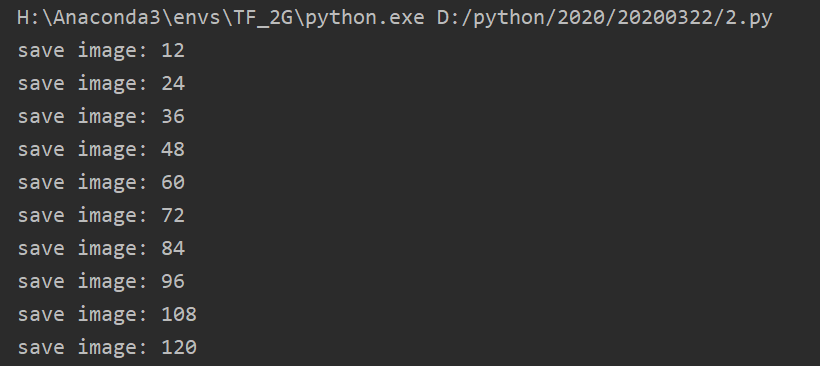 H:\Anaconda3\envs\TF_2G\python.exe D:/python/2020/20200322/2.py
save image: 12
save image: 24
save image: 36
save image: 48
save image: 60
save image: 72
save image: 84
save image: 96
save image: 108
save image: 120